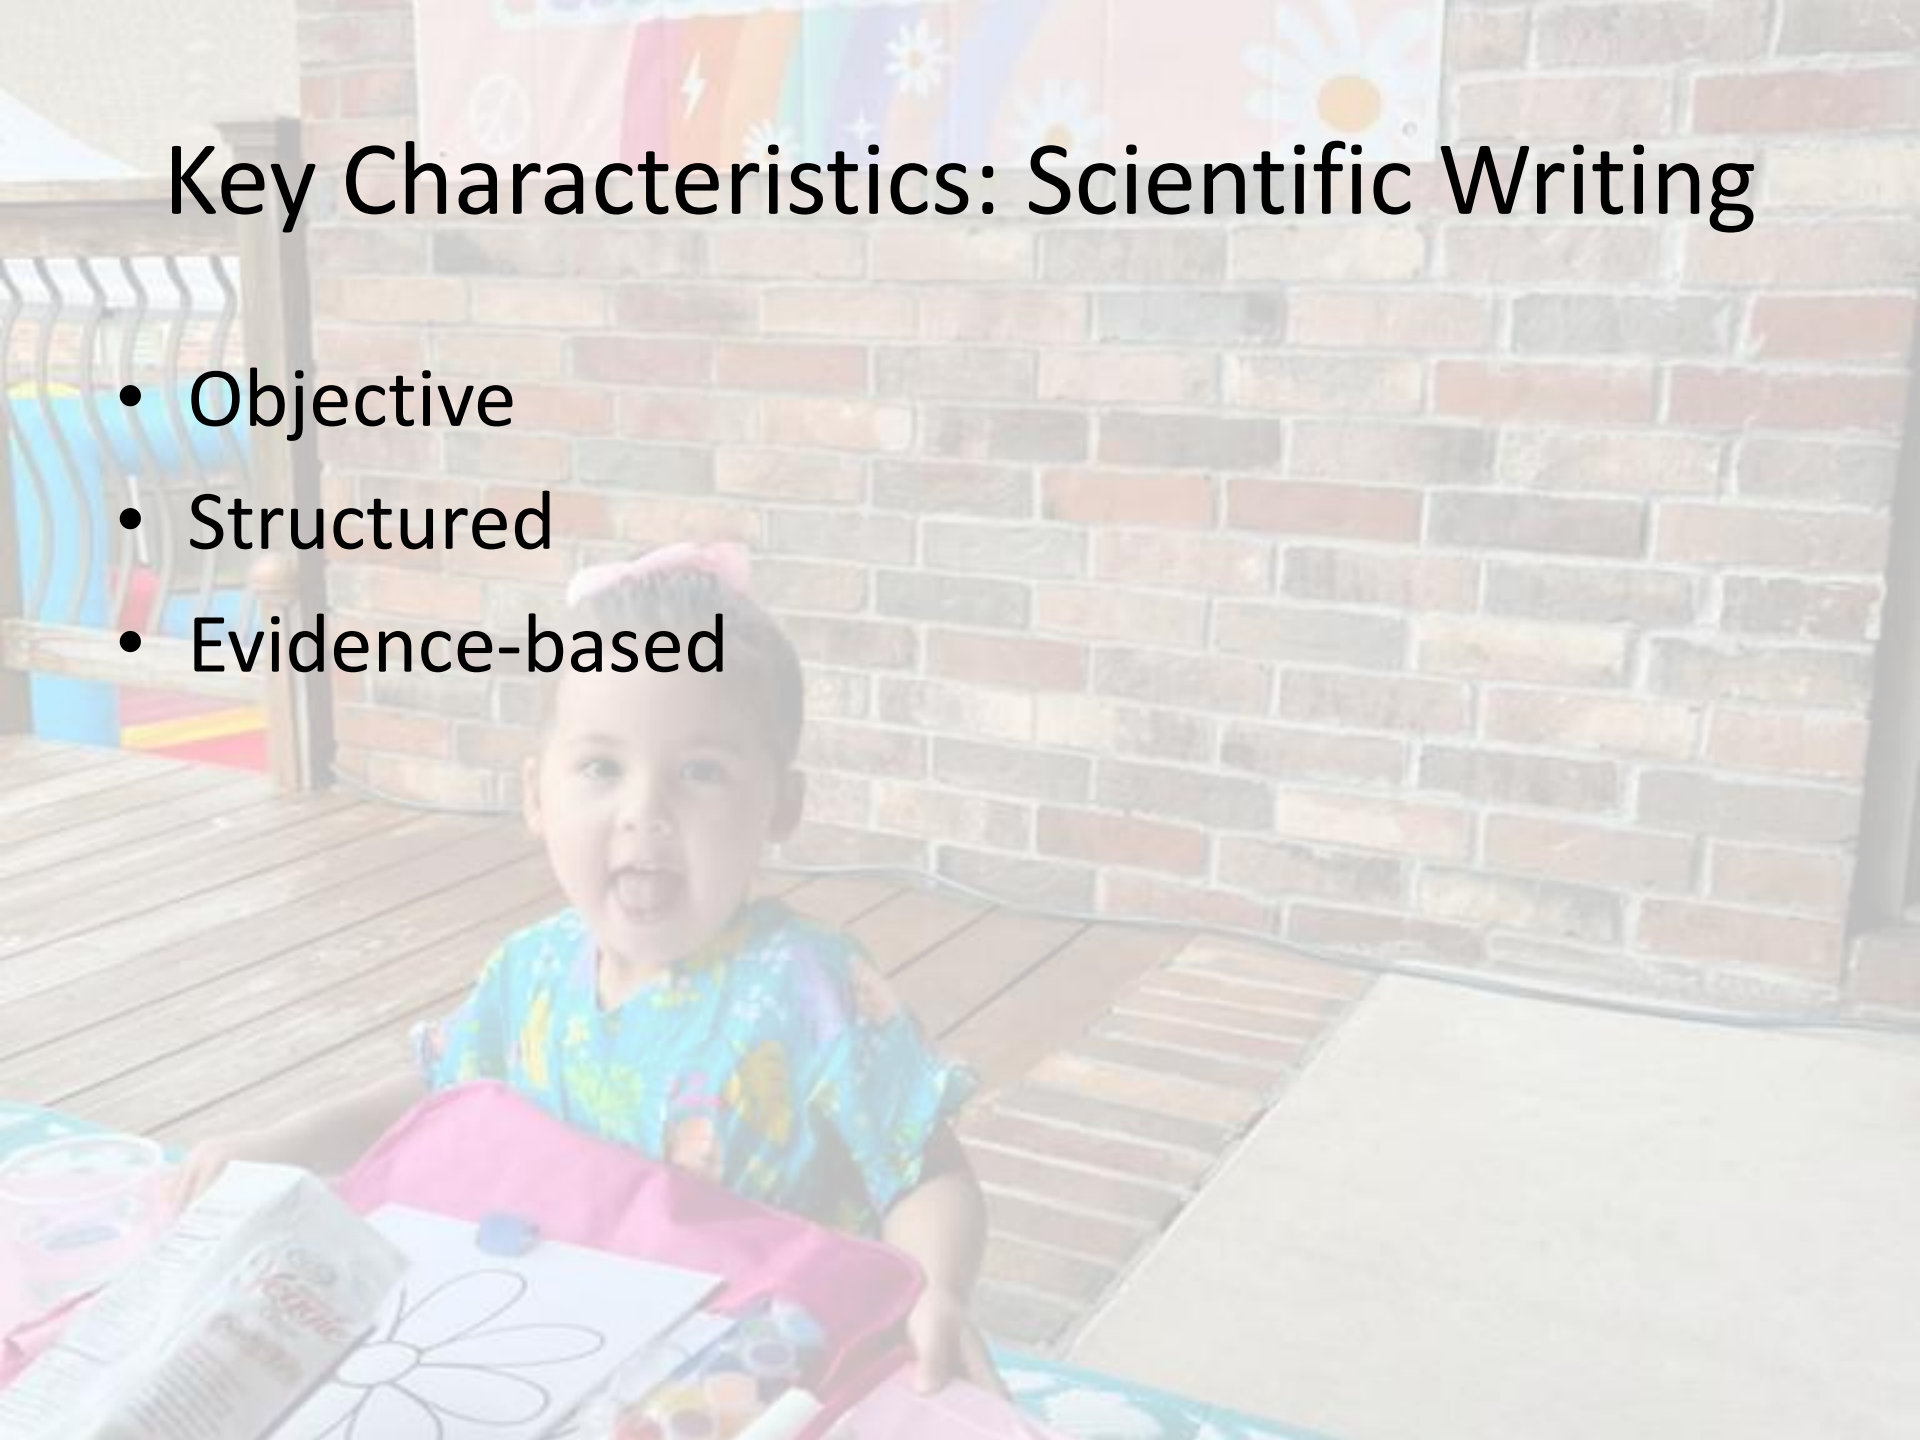 Key Characteristics: Scientific Writing
• Objective
• Structured
• Evidence-based